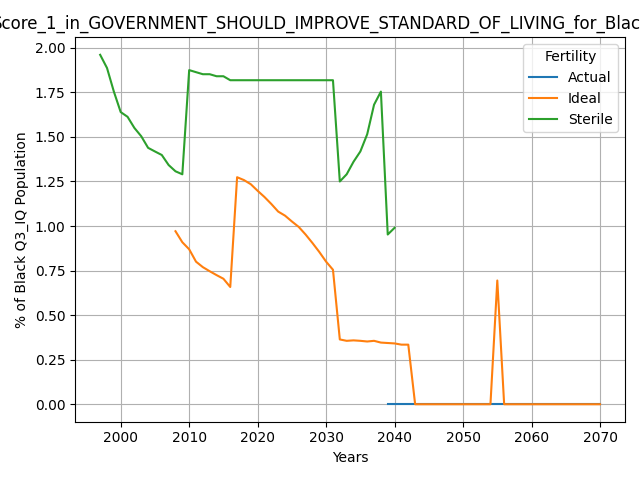 Score_1_in_GOVERNMENT_SHOULD_IMPROVE_STANDARD_OF_LIVING_for_Blac
Fertility
Actual
Ideal
Sterile
2.00
1.75
1.50
1.25
1.00
0.75
0.50
0.25
0.00
% of Black Q3_IQ Population
2000 2010 2020 2030 2040 2050 2060 2070
Years